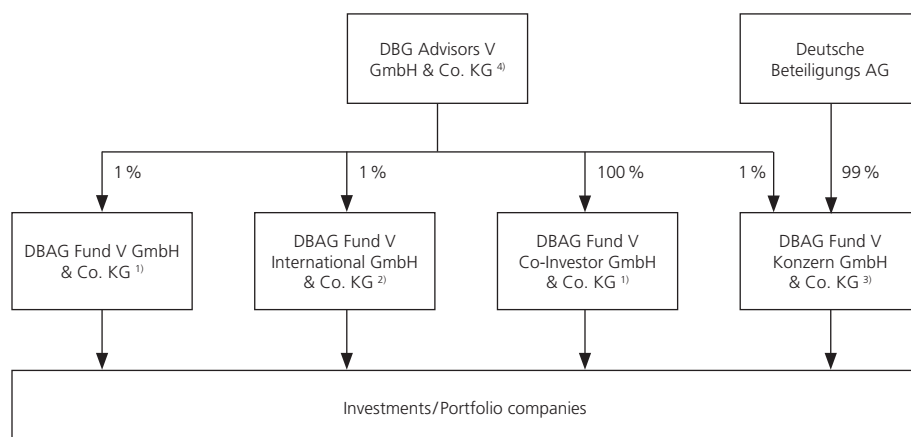 DBG Advisors V
GmbH & Co. KG 4)
Deutsche
Beteiligungs AG
1 %
1 %
100 %
1 %
99 %
DBAG Fund V GmbH
& Co. KG 1)
DBAG Fund V
International GmbH
& Co. KG 2)
DBAG Fund V
Co-Investor GmbH
& Co. KG 1)
DBAG Fund V
Konzern GmbH
& Co. KG 3)
Investments/Portfolio companies